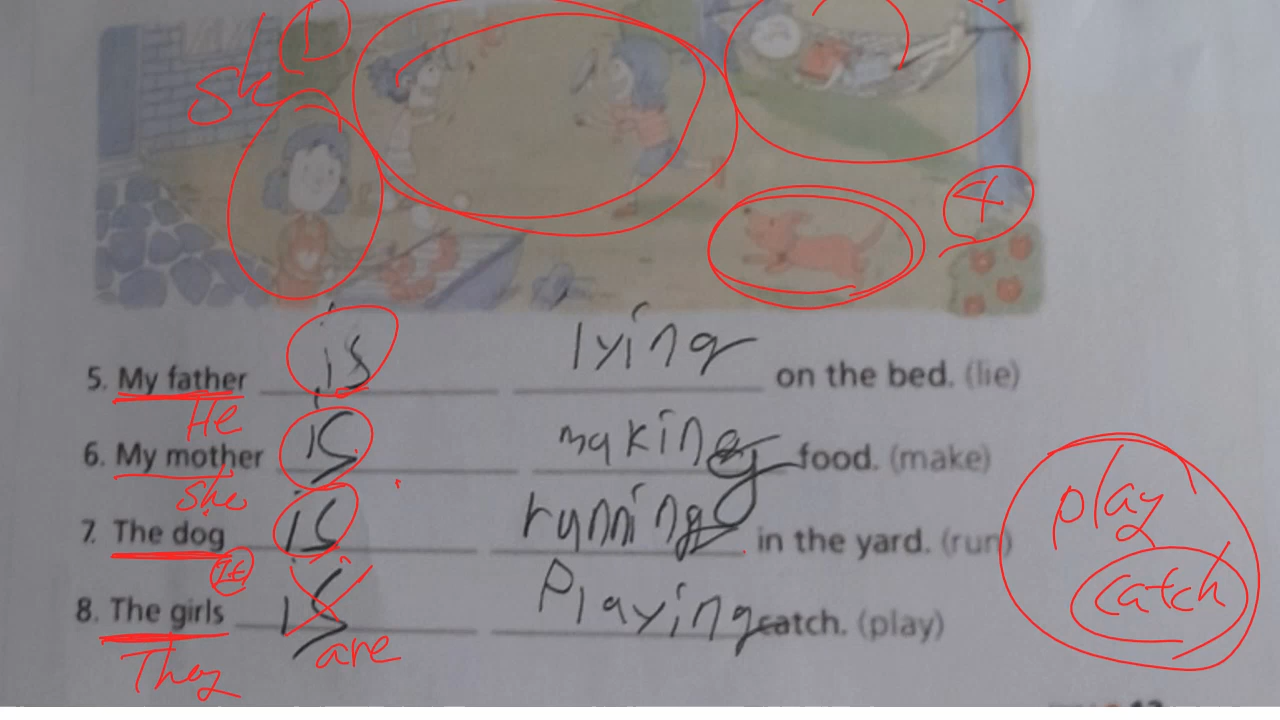 1
4
5. My father is lying on the bed. (lie)
He
6. My mother is making food. (make)
she
7. The dog is running in the yard. (run)
It
8. The girls is playing catch. (play)
They are
play
catch